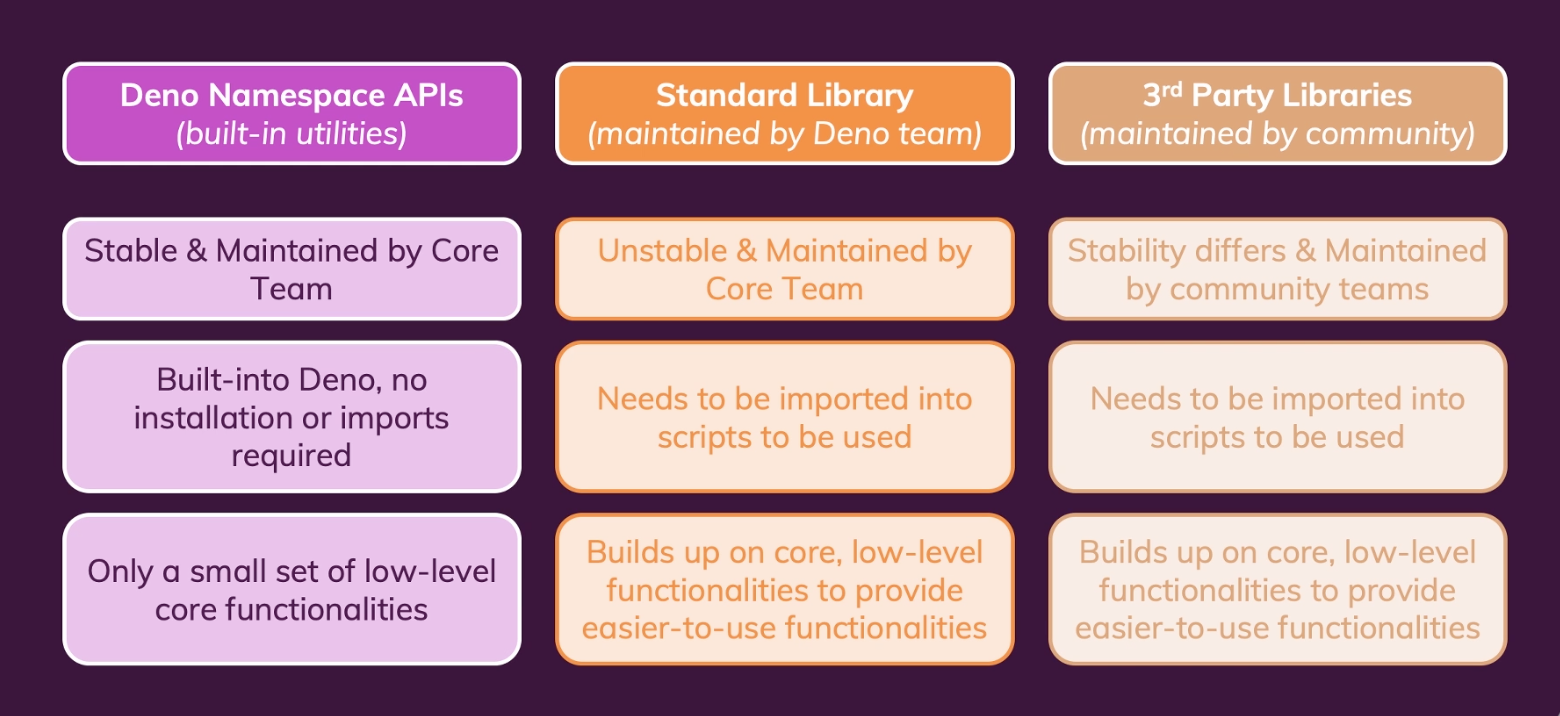 Deno Namespace APIs
(built-in utilities)
Standard Library
(maintained by Deno team)
3rd Party Libraries
(maintained by community)
Stable & Maintained by Core
Team
Unstable & Maintained by
Core Team
Stability differs & Maintained
by community teams
Built-into Deno, no
installation or imports
required
Needs to be imported into
scripts to be used
Needs to be imported into
scripts to be used
Only a small set of low-level
core functionalities
Builds up on core, low-level
functionalities to provide
easier-to-use functionalities
Builds up on core, low-level
functionalities to provide
easier-to-use functionalities